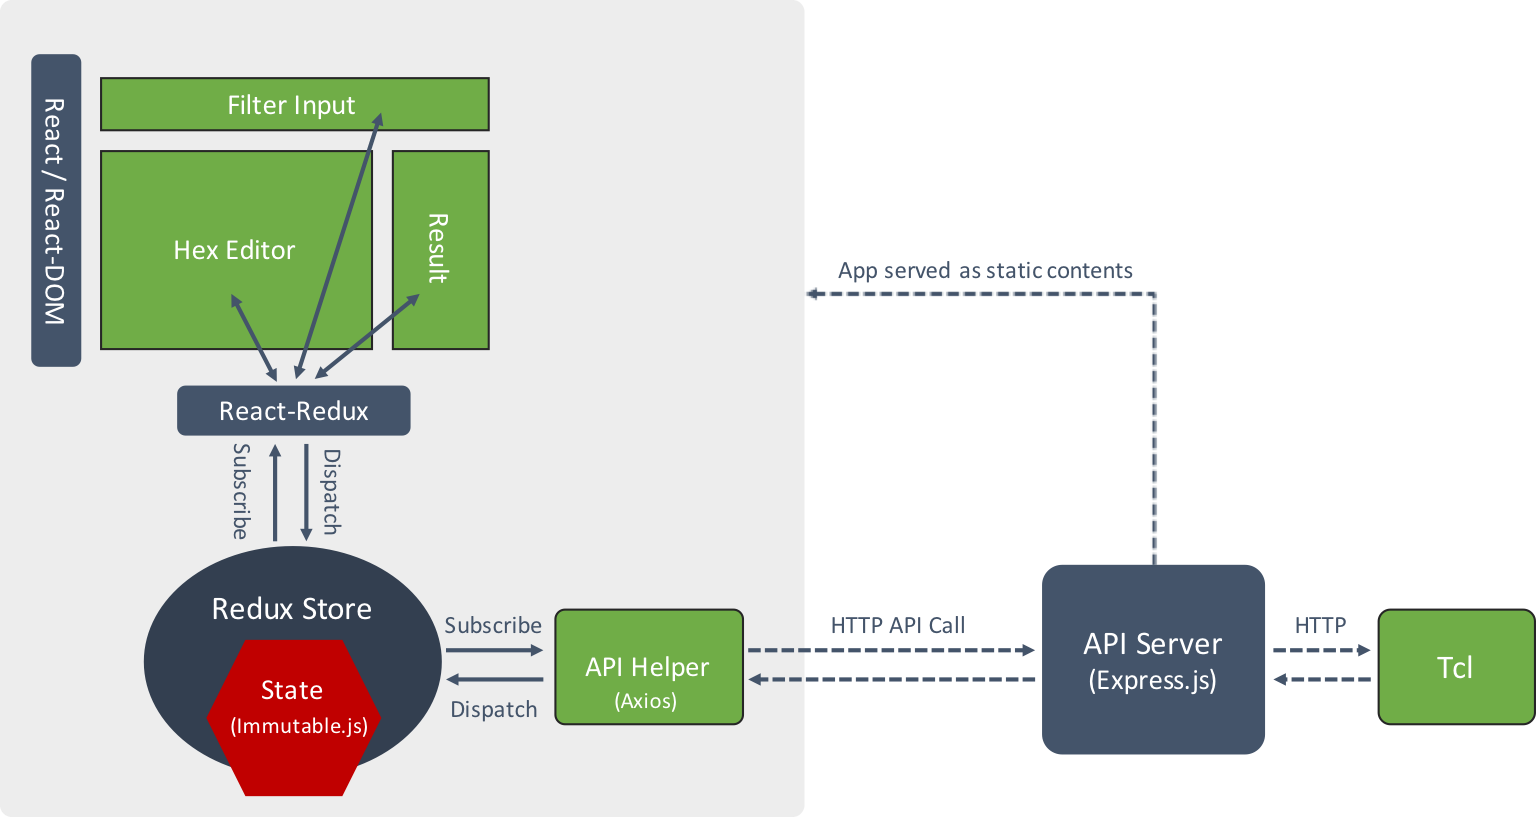 React / React-DOM
Filter Input
Hex Editor
Result
React-Redux
Subscribe
Dispatch
Redux Store
State
(Immutable.js)
Subscribe
Dispatch
API Helper
(Axios)
App served as static contents
HTTP API Call
API Server
(Express.js)
HTTP
Tcl